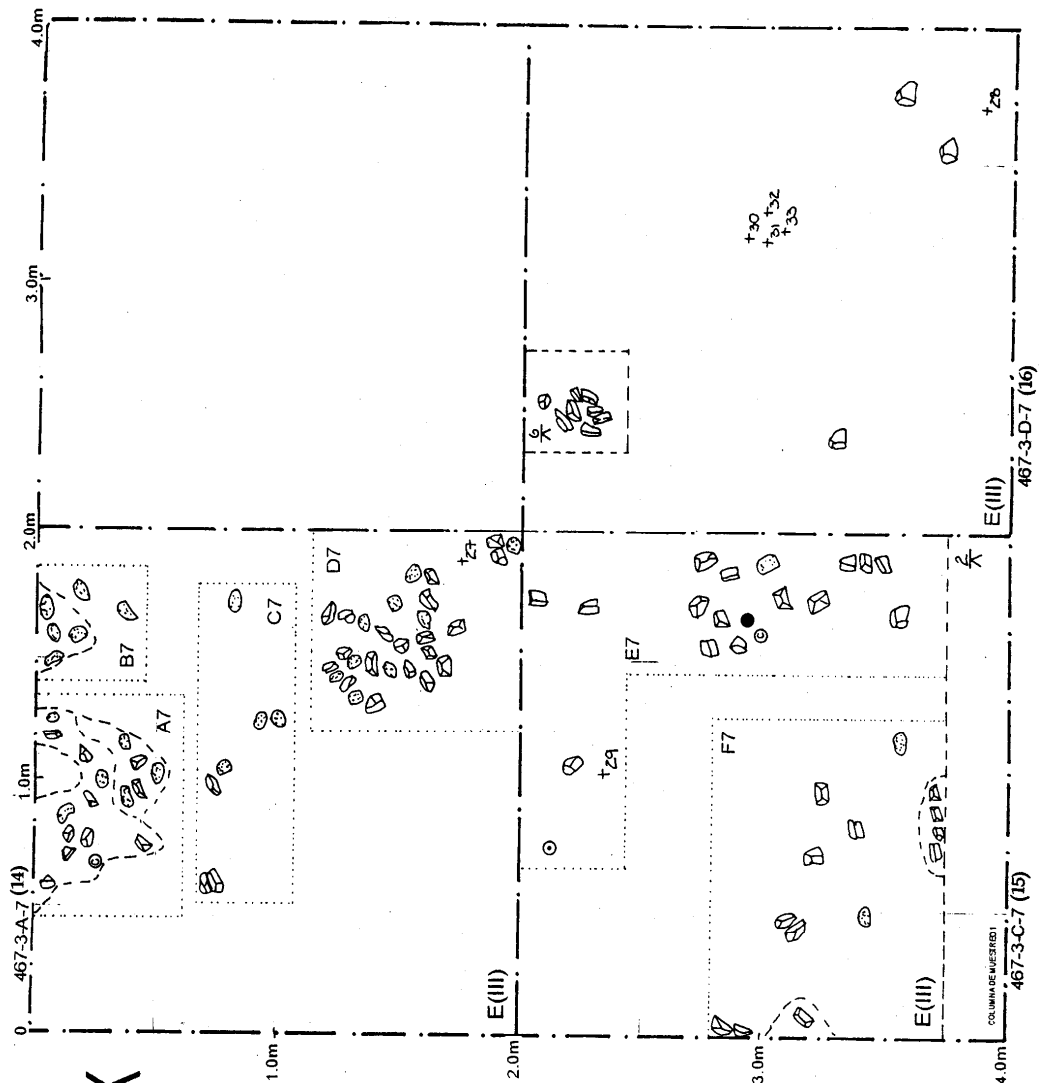 4.0m
3.0m
2.0m
1.0m
0
467-3-A-7 (14)
B7
A7
C7
D7
+27
1.0m
2.0m
E(III)
6
K
+30
+31
+32
+33
+28
E(III)
467-3-D-7 (16)
E7
+29
F7
2
K
3.0m
E(III)
COLUMNA DE MUESTREO 1
467-3-C-7 (15)
4.0m